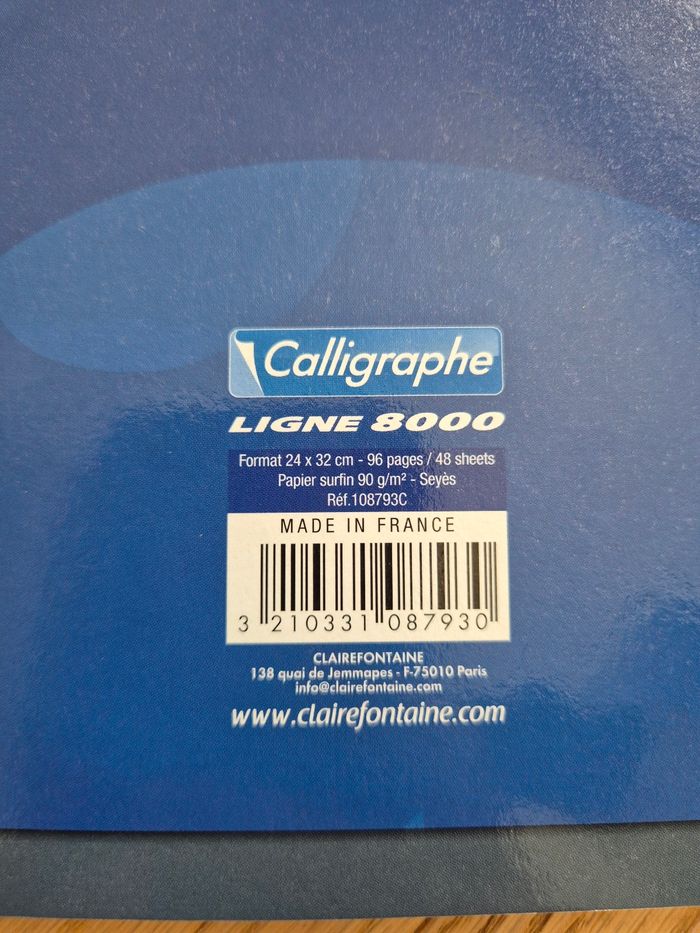 Calligraphe
LIGNE 8000
Format 24 x 32 cm - 96 pages / 48 sheets
Papier surfin 90 g/m² - Seyès
Réf.108793C
MADE IN FRANCE
3 210331 087930
CLAIREFONTAINE
138 quai de Jemmapes - F-75010 Paris
info@clairefontaine.com
www.clairefontaine.com